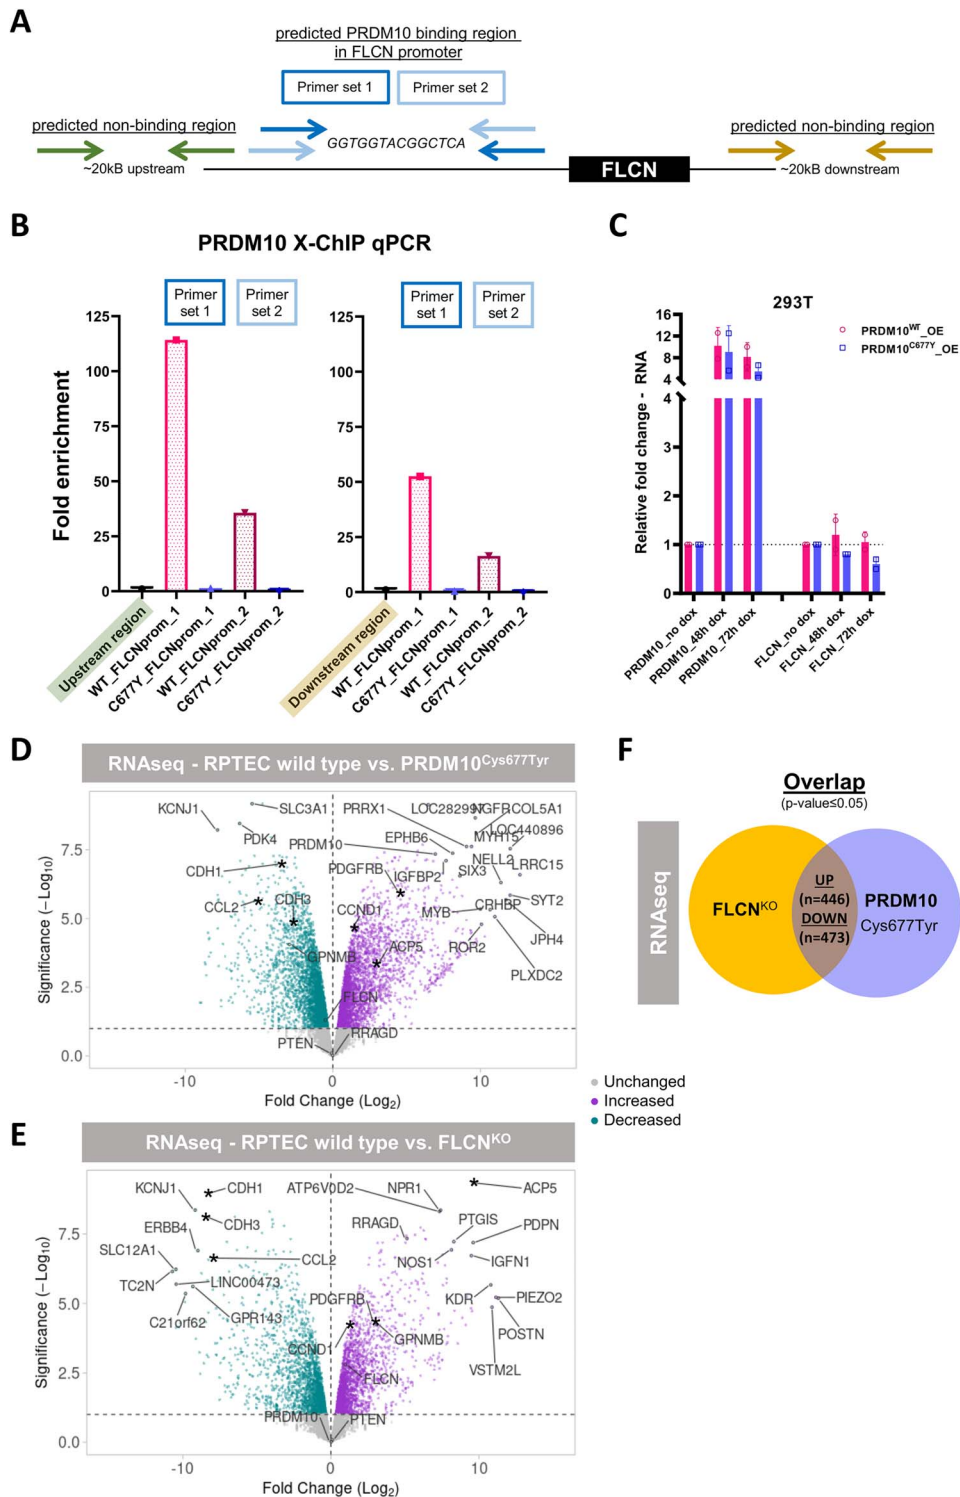 A
predicted PRDM10 binding region
in FLCN promoter
Primer set 1
Primer set 2
predicted non-binding region
predicted non-binding region
GGTGGTACGGCTCA
~20kB upstream
FLCN
~20kB downstream
B
PRDM10 X-ChIP qPCR
Primer set 1
Primer set 2
Primer set 1
Primer set 2
Fold enrichment
125
100
75
50
25
0
125
100
75
50
25
0
Upstream region
WT_FLCNprom_1
C677Y_FLCNprom_1
WT_FLCNprom_2
C677Y_FLCNprom_2
Downstream region
WT_FLCNprom_1
C677Y_FLCNprom_1
WT_FLCNprom_2
C677Y_FLCNprom_2
C
293T
PRDM10WT_OE
PRDM10C677Y_OE
Relative fold change - RNA
16
12
8
4
4
3
2
1
0
PRDM10_no dox
PRDM10_48h dox
PRDM10_72h dox
FLCN_no dox
FLCN_48h dox
FLCN_72h dox
D
RNAseq - RPTEC wild type vs. PRDM10Cys677Tyr
KCNJ1
SLC3A1
PRRX1
LOC282997
NGFR
COL5A1
PDK4
PRDM10
EPHB6
MYH15
LOC440896
CDH1
PDGFRB
IGFBP2
SIX3
NELL2
LRRC15
CCL2
CDH3
CCND1
MYB
CRHBP
SYT2
GPNMB
ACP5
ROR2
JPH4
PLXDC2
FLCN
PTEN
RRAGD
Significance (−Log10)
7.5
5.0
2.5
0.0
-10
0
10
Fold Change (Log2)
Unchanged
Increased
Decreased
E
RNAseq - RPTEC wild type vs. FLCNKO
KCNJ1
CDH1
ATP6V0D2
NPR1
ACP5
ERBB4
CDH3
RRAGD
PTGIS
PDPN
SLC12A1
CCL2
NOS1
IGFN1
TC2N
LINC00473
PDGFRB
KDR
PIEZO2
C21orf62
GPR143
CCND1
GPNMB
POSTN
FLCN
VSTM2L
PRDM10
PTEN
Significance (−Log10)
7.5
5.0
2.5
0.0
-10
0
10
Fold Change (Log2)
F
Overlap
(p-value≤0.05)
RNAseq
FLCNKO
UP
(n=446)
DOWN
(n=473)
PRDM10
Cys677Tyr